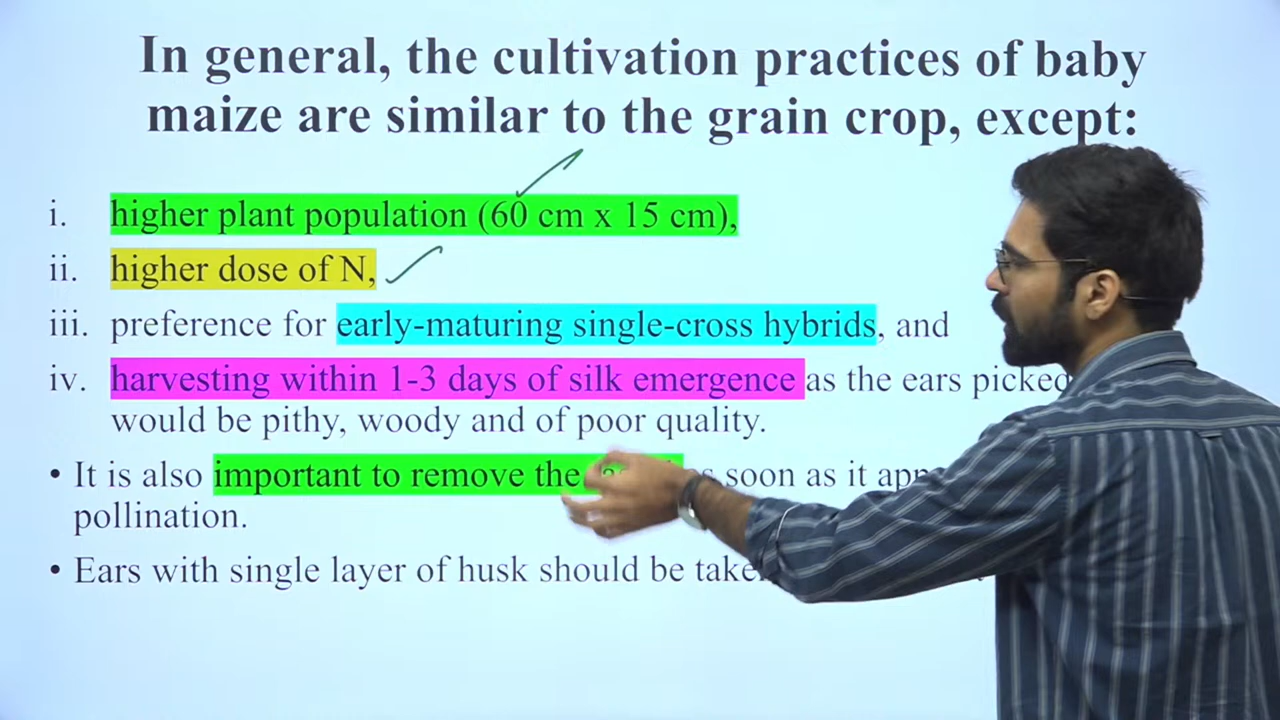 In general, the cultivation practices of baby
maize are similar to the grain crop, except:
i. higher plant population (60 cm x 15 cm),
ii. higher dose of N,
iii. preference for early-maturing single-cross hybrids, and
iv. harvesting within 1-3 days of silk emergence as the ears picked
would be pithy, woody and of poor quality.
• It is also important to remove the soon as it
pollination.
• Ears with single layer of husk should be